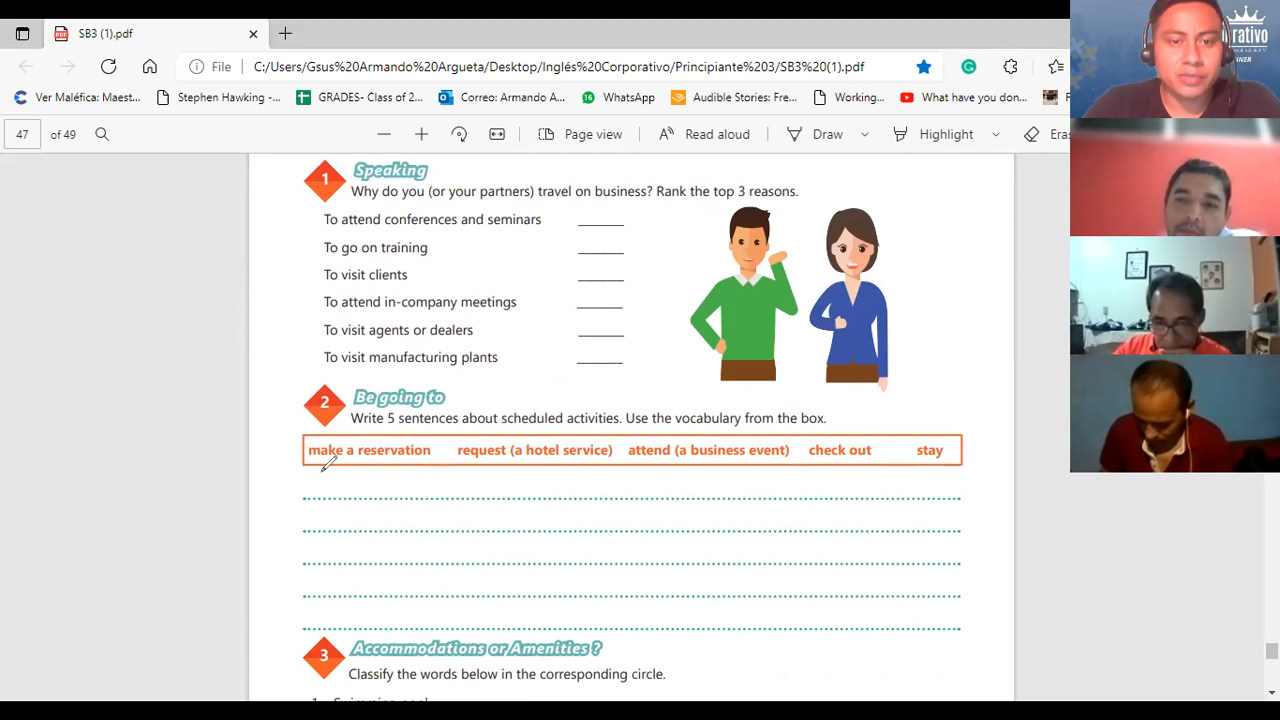 SB3 (1).pdf
File C:/Users/Gsus%20Armando%20Argueta/Desktop/Inglés%20Corporativo/Principiante%203/SB3%20(1).pdf
Ver Maléfica: Maest... Stephen Hawking -... GRADES- Class of 2... Correo: Armando A... 16 WhatsApp Audible Stories: Fre... Working... What have you don...
47 of 49 Page view Read aloud Draw Highlight Eras
rativo
1 Speaking
Why do you (or your partners) travel on business? Rank the top 3 reasons.
To attend conferences and seminars
To go on training
To visit clients
To attend in-company meetings
To visit agents or dealers
To visit manufacturing plants
2 Be going to
Write 5 sentences about scheduled activities. Use the vocabulary from the box.
make a reservation request (a hotel service) attend (a business event) check out stay
3 Accommodations or Amenities ?
Classify the words below in the corresponding circle.